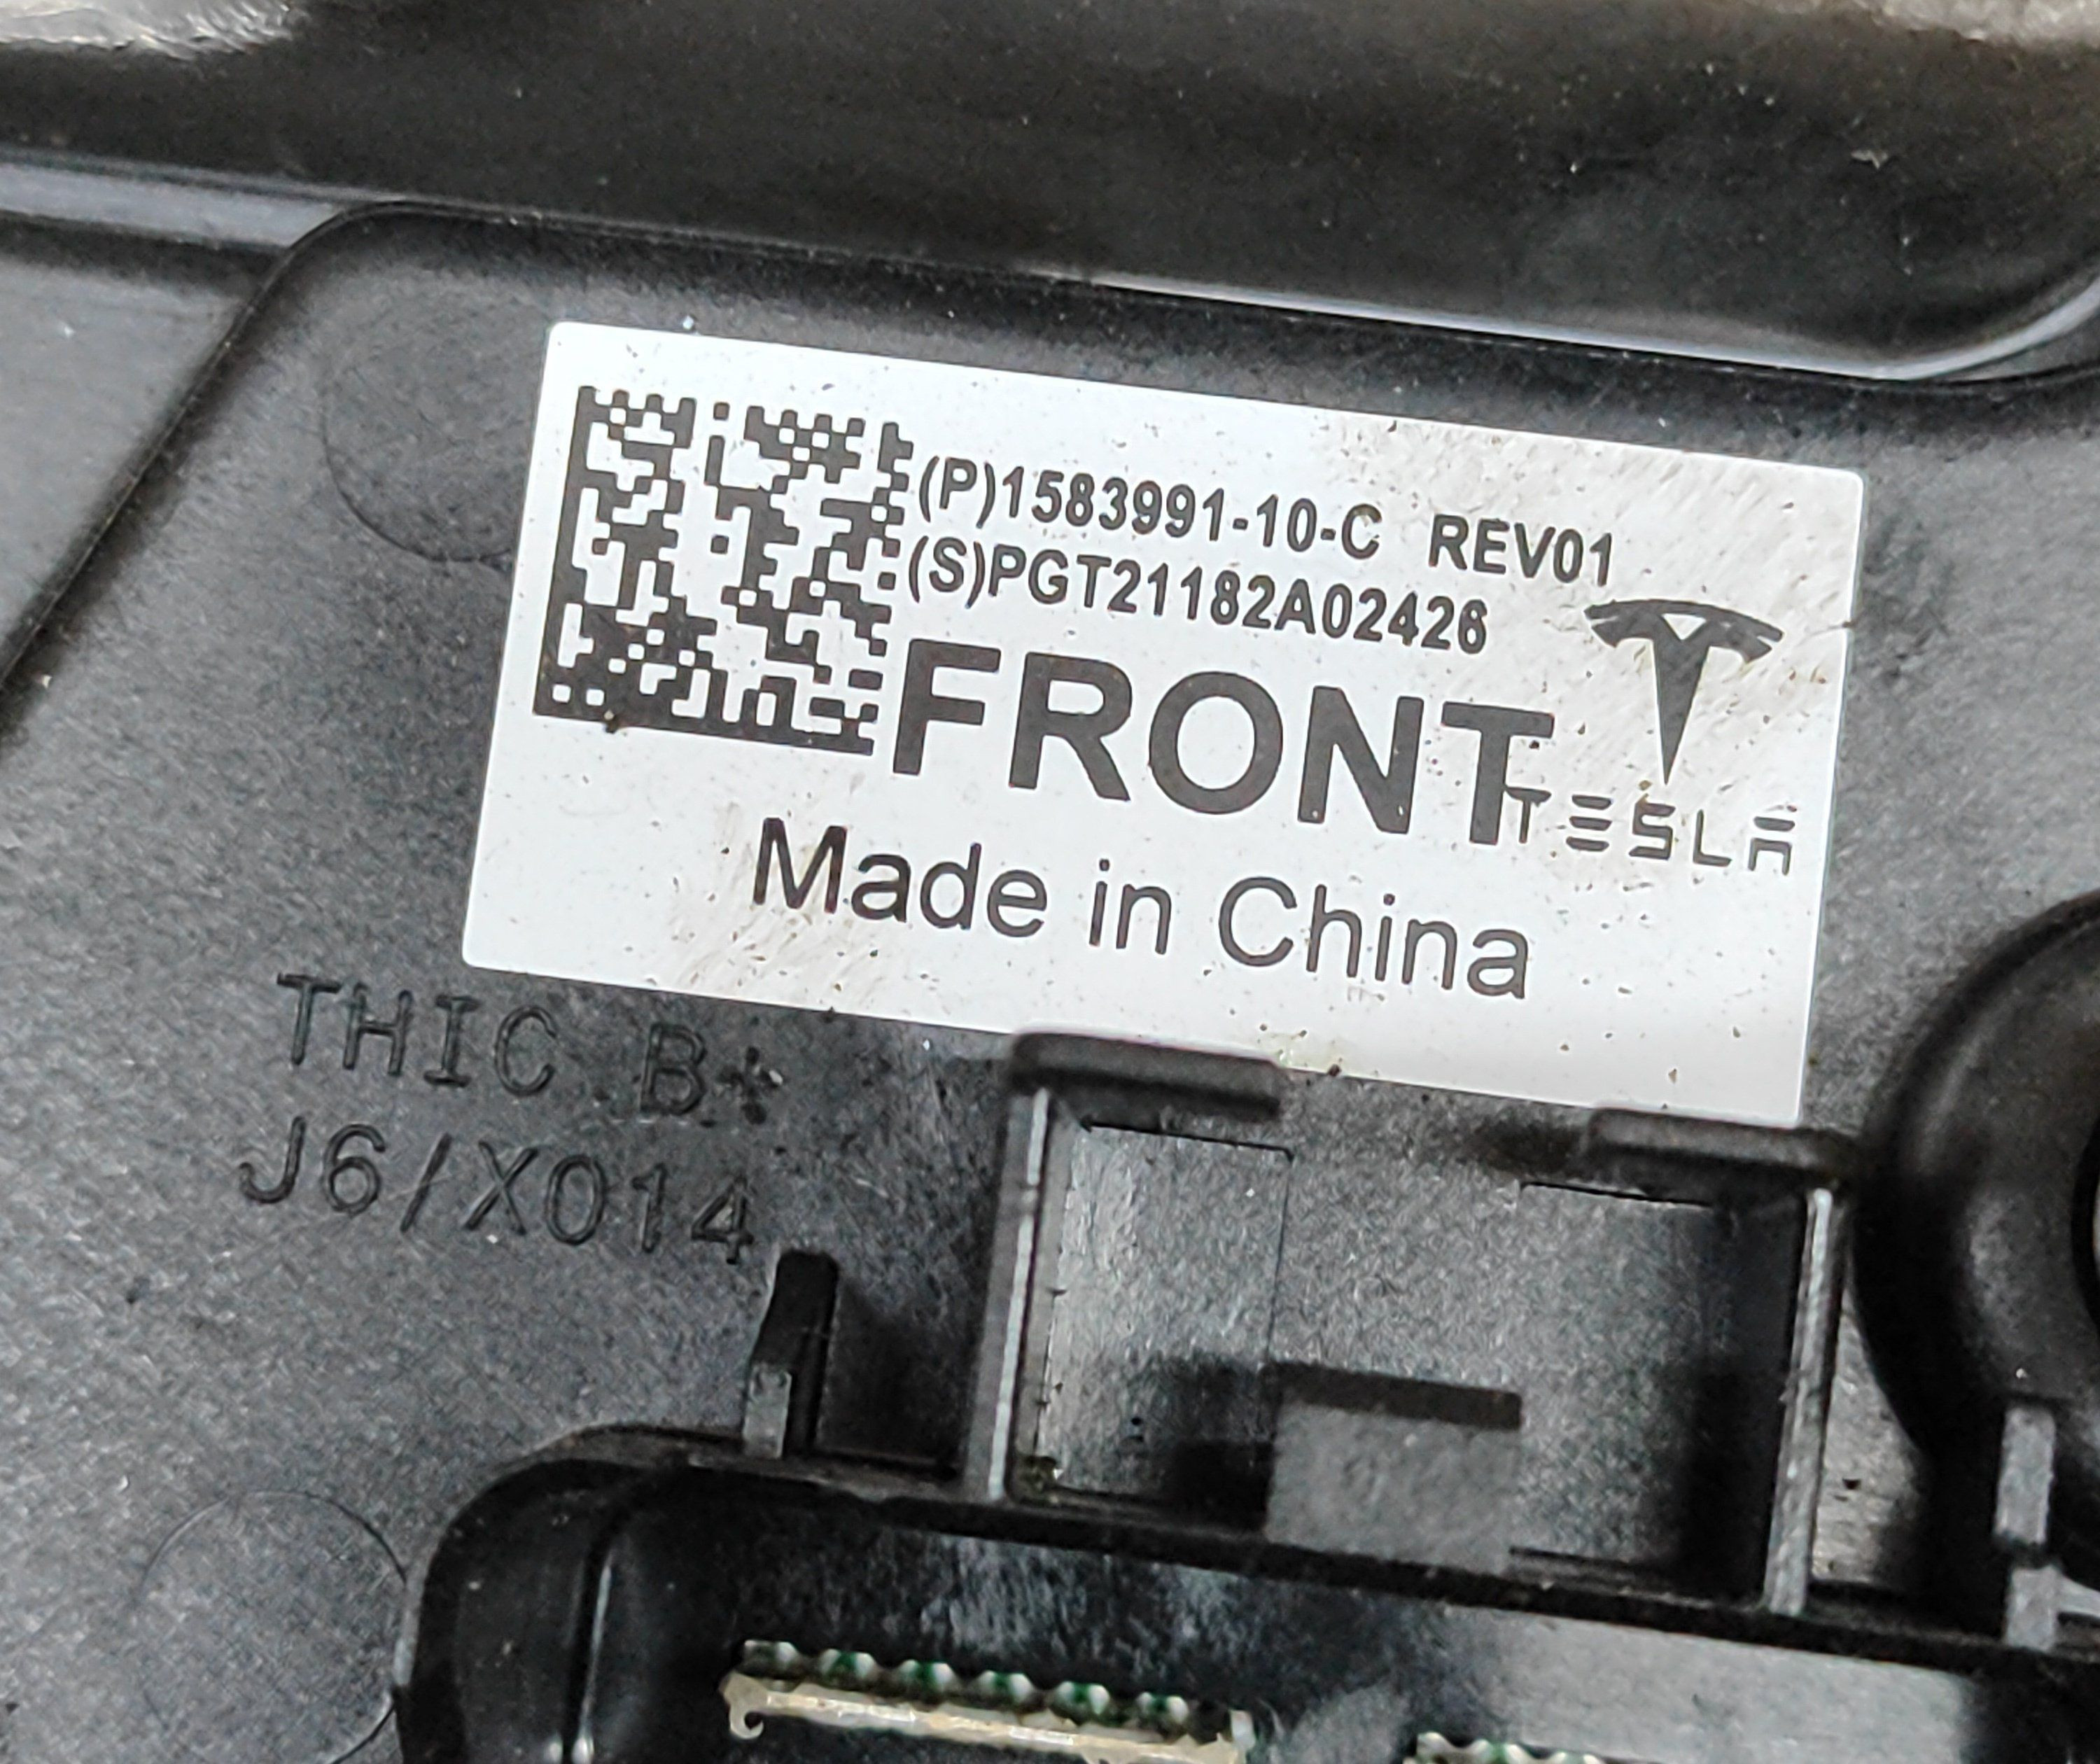 (P)1583991-10-C REV01
(S)PGT21182A02426
FRONT
TESLA
Made in China
THIC B+
J6/X014